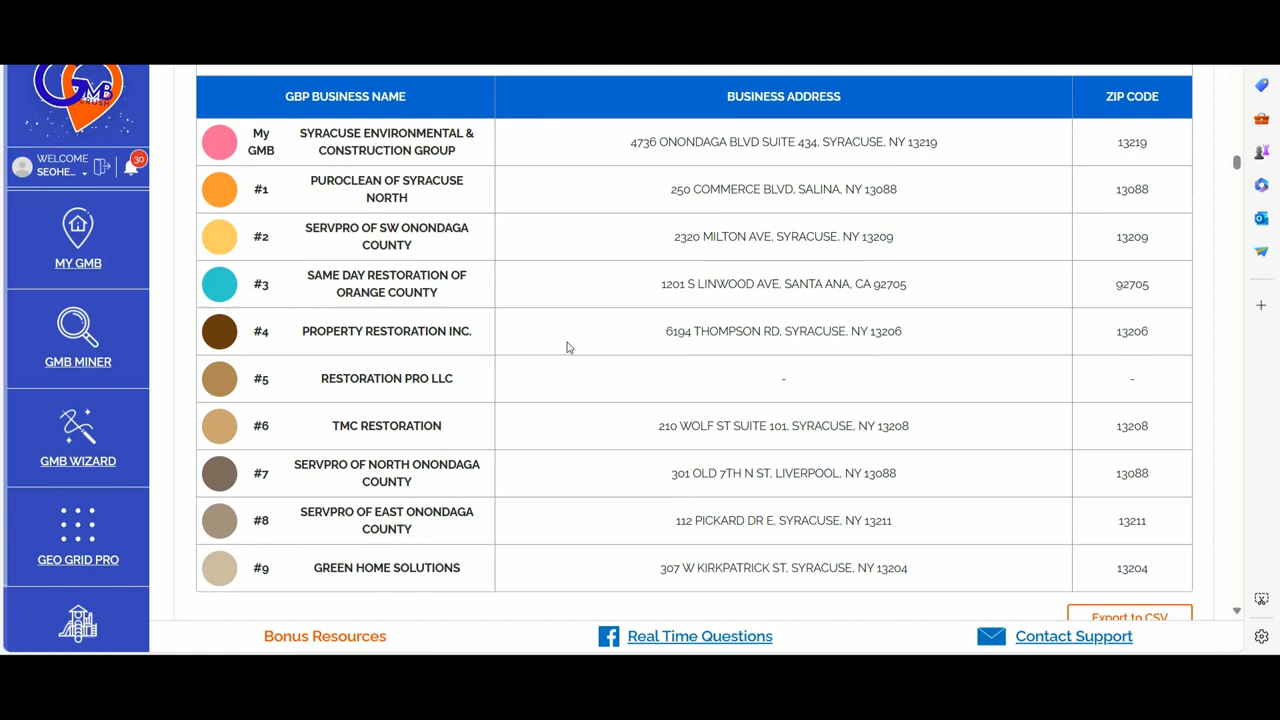 GMB
CRUSH
WELCOME
SEOHE...
30
MY GMB
GMB MINER
GMB WIZARD
GEO GRID PRO
GBP BUSINESS NAME BUSINESS ADDRESS ZIP CODE
My GMB SYRACUSE ENVIRONMENTAL & CONSTRUCTION GROUP 4736 ONONDAGA BLVD SUITE 434, SYRACUSE, NY 13219 13219
#1 PUROCLEAN OF SYRACUSE NORTH 250 COMMERCE BLVD, SALINA, NY 13088 13088
#2 SERVPRO OF SW ONONDAGA COUNTY 2320 MILTON AVE, SYRACUSE, NY 13209 13209
#3 SAME DAY RESTORATION OF ORANGE COUNTY 1201 S LINWOOD AVE, SANTA ANA, CA 92705 92705
#4 PROPERTY RESTORATION INC. 6194 THOMPSON RD, SYRACUSE, NY 13206 13206
#5 RESTORATION PRO LLC - -
#6 TMC RESTORATION 210 WOLF ST SUITE 101, SYRACUSE, NY 13208 13208
#7 SERVPRO OF NORTH ONONDAGA COUNTY 301 OLD 7TH N ST, LIVERPOOL, NY 13088 13088
#8 SERVPRO OF EAST ONONDAGA COUNTY 112 PICKARD DR E, SYRACUSE, NY 13211 13211
#9 GREEN HOME SOLUTIONS 307 W KIRKPATRICK ST, SYRACUSE, NY 13204 13204
Export to CSV
Bonus Resources Real Time Questions Contact Support